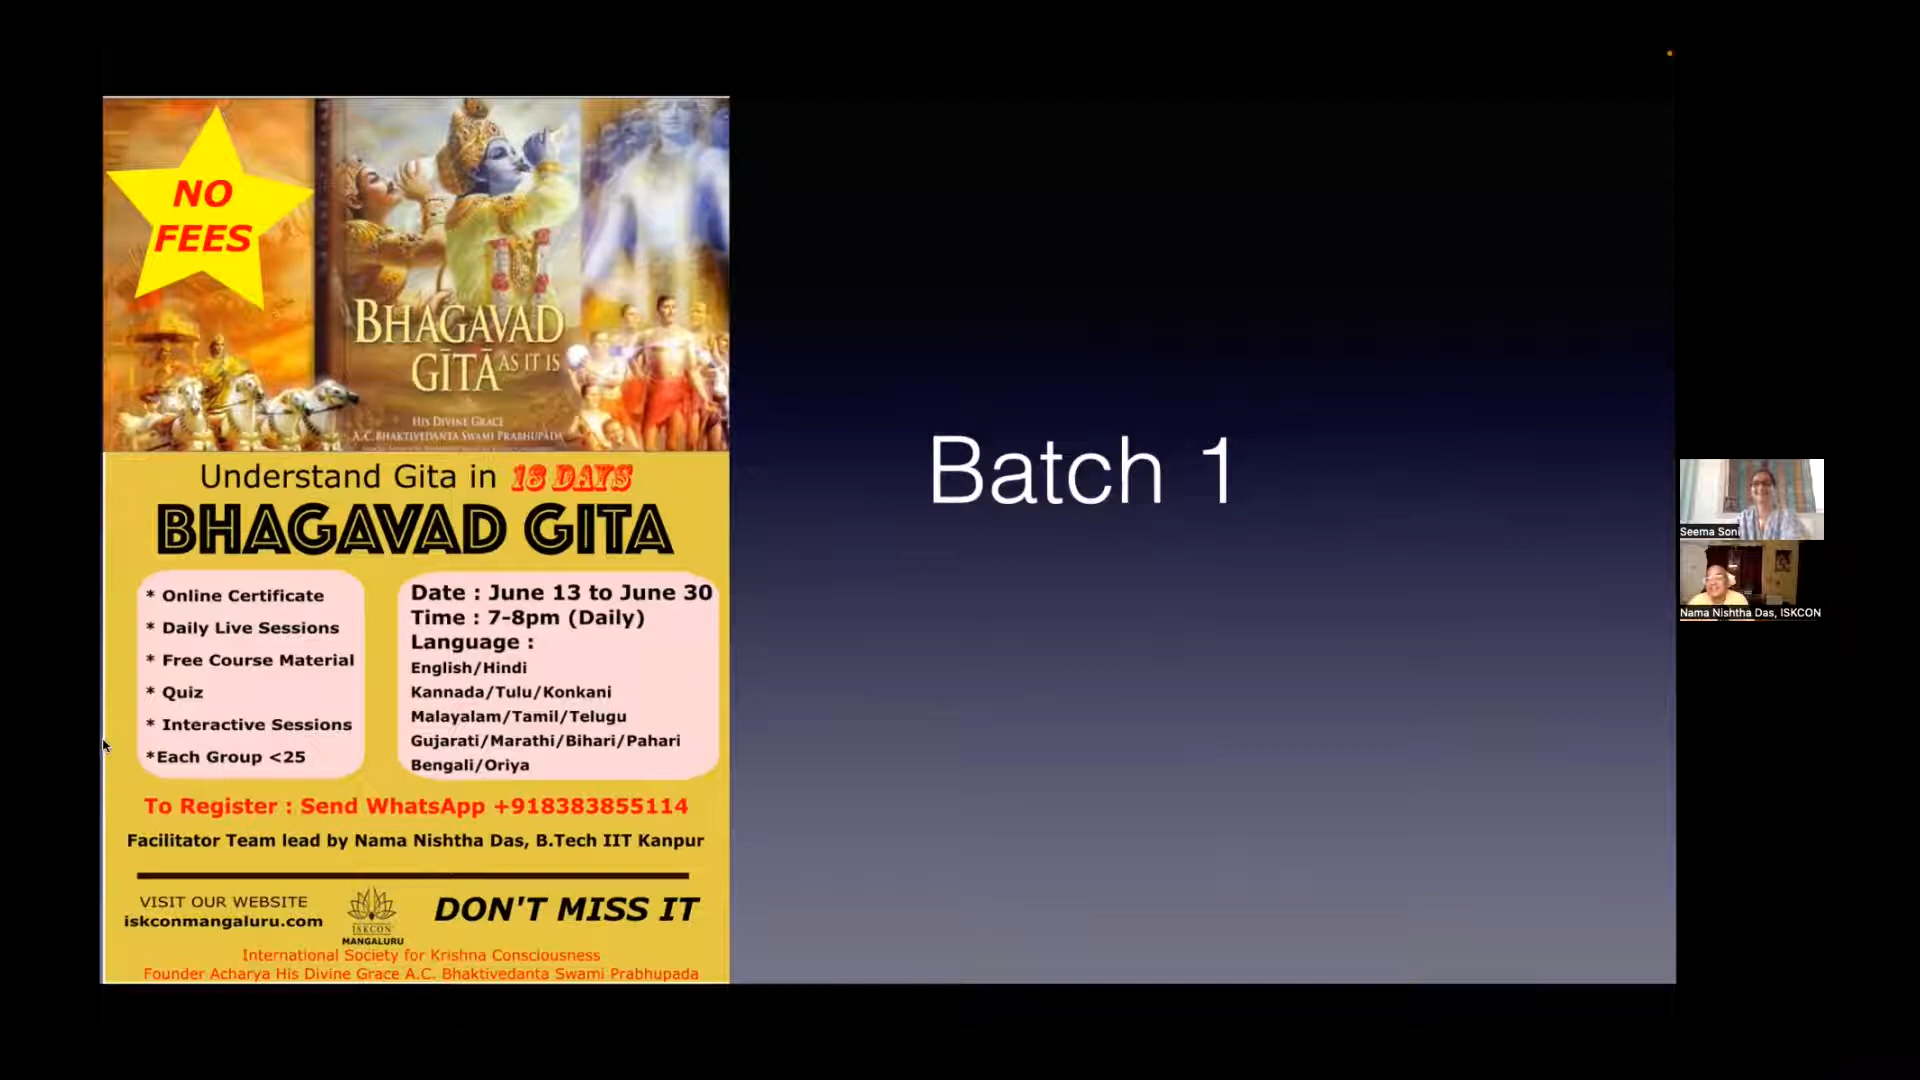 NO
FEES
BHAGAVAD
GĪTĀ AS IT IS
HIS DIVINE GRACE
A.C. BHAKTIVEDANTA SWAMI PRABHUPĀDA
Understand Gita in 18 DAYS
BHAGAVAD GITA
* Online Certificate
* Daily Live Sessions
* Free Course Material
* Quiz
* Interactive Sessions
*Each Group <25
Date : June 13 to June 30
Time : 7-8pm (Daily)
Language :
English/Hindi
Kannada/Tulu/Konkani
Malayalam/Tamil/Telugu
Gujarati/Marathi/Bihari/Pahari
Bengali/Oriya
To Register : Send WhatsApp +918383855114
Facilitator Team lead by Nama Nishtha Das, B.Tech IIT Kanpur
VISIT OUR WEBSITE
iskconmangaluru.com
ISKCON
MANGALURU
DON'T MISS IT
International Society for Krishna Consciousness
Founder Acharya His Divine Grace A.C. Bhaktivedanta Swami Prabhupada
Batch 1
Seema Soni
Nama Nishtha Das, ISKCON